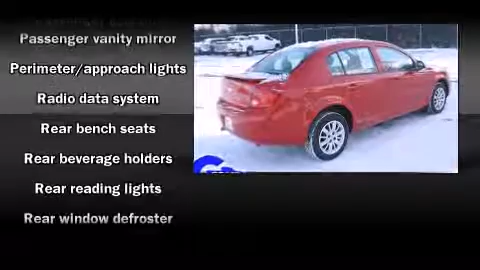 Passenger vanity mirror
Perimeter/approach lights
Radio data system
Rear bench seats
Rear beverage holders
Rear reading lights
Rear window defroster